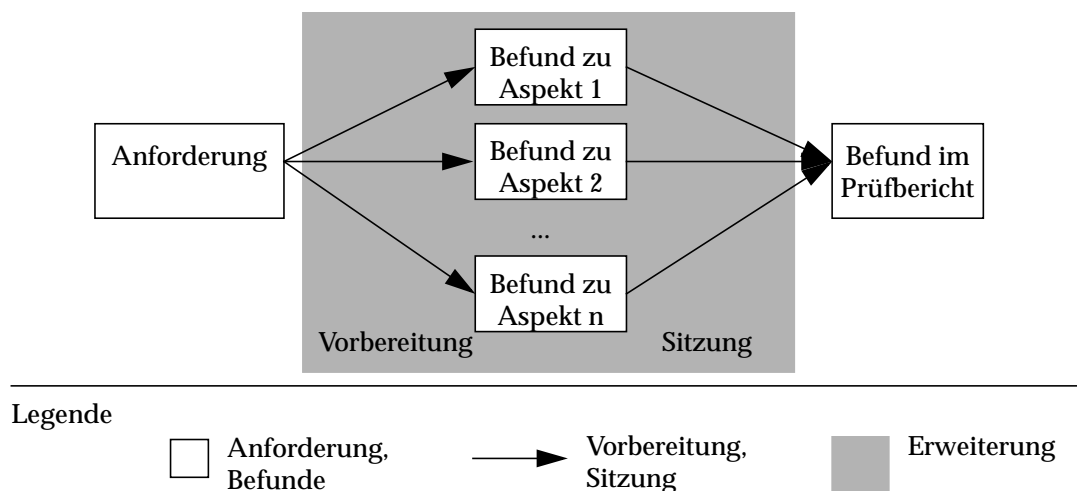 Befund zu
Aspekt 1
Anforderung
Befund zu
Aspekt 2
Befund im
Prüfbericht
...
Befund zu
Aspekt n
Vorbereitung
Sitzung
Legende
Anforderung,
Befunde
Vorbereitung,
Sitzung
Erweiterung